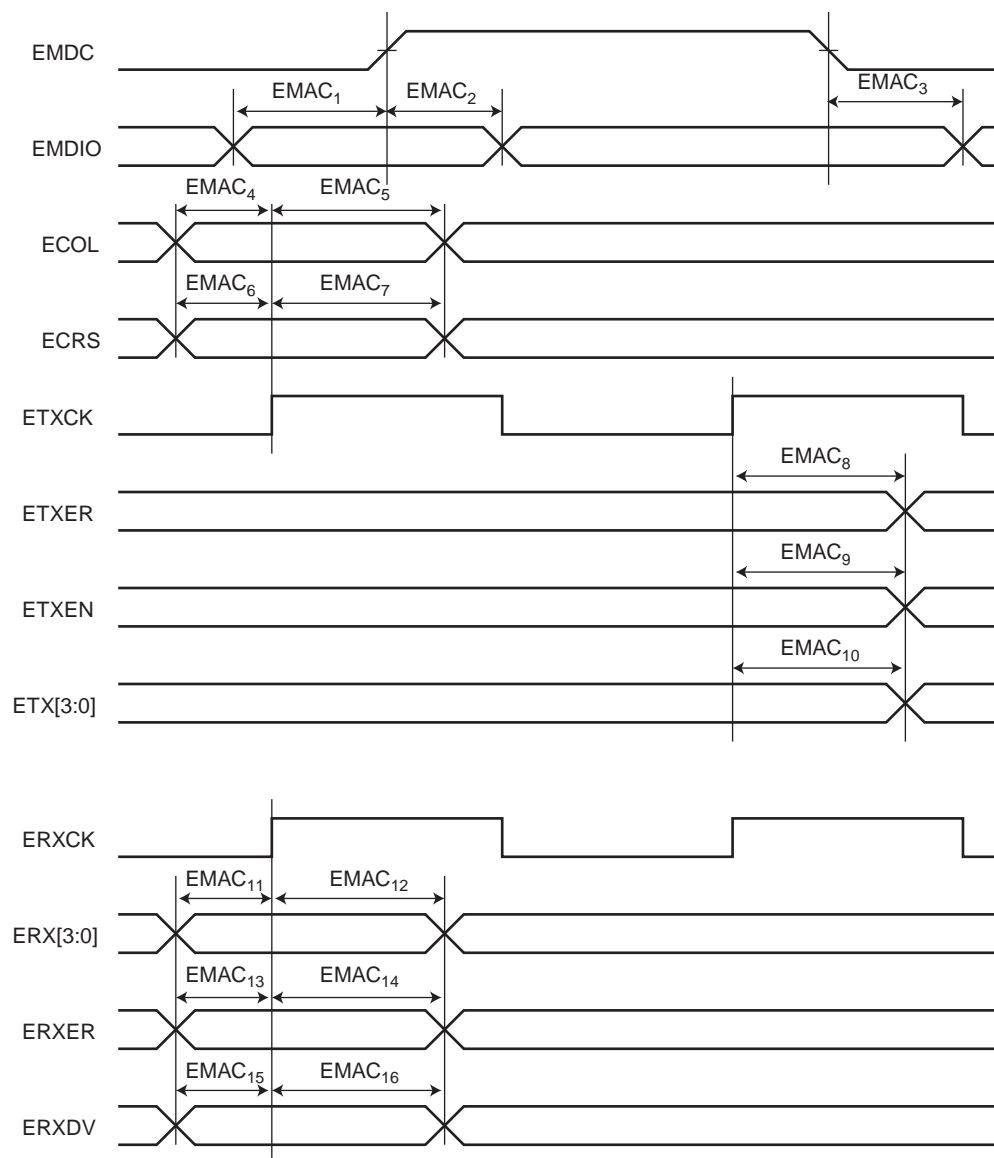 EMDC
EMAC₁ EMAC₂ EMAC₃
EMDIO
EMAC₄ EMAC₅
ECOL
EMAC₆ EMAC₇
ECRS
ETXCK
EMAC₈
ETXER
EMAC₉
ETXEN
EMAC₁₀
ETX[3:0]
ERXCK
EMAC₁₁ EMAC₁₂
ERX[3:0]
EMAC₁₃ EMAC₁₄
ERXER
EMAC₁₅ EMAC₁₆
ERXDV